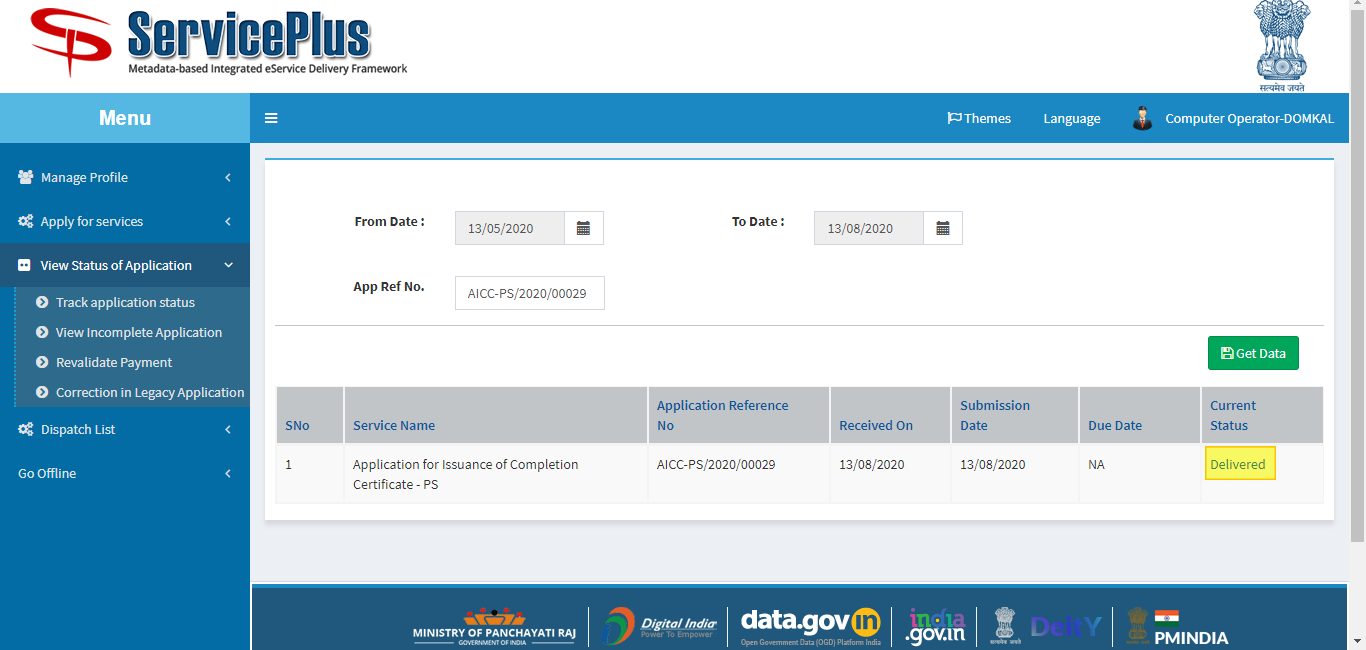 ServicePlus
Metadata-based Integrated eService Delivery Framework
सत्यमेव जयते
Menu
Themes
Language
Computer Operator-DOMKAL
Manage Profile
Apply for services
View Status of Application
Track application status
View Incomplete Application
Revalidate Payment
Correction in Legacy Application
Dispatch List
Go Offline
From Date :
13/05/2020
To Date :
13/08/2020
App Ref No.
AICC-PS/2020/00029
Get Data
SNo
Service Name
Application Reference
No
Received On
Submission
Date
Due Date
Current
Status
1
Application for Issuance of Completion
Certificate - PS
AICC-PS/2020/00029
13/08/2020
13/08/2020
NA
Delivered
MINISTRY OF PANCHAYATI RAJ
GOVERNMENT OF INDIA
Digital India
Power To Empower
data.gov in
Open Government Data (OGD) Platform India
india
.gov.in
सत्यमेव जयते
DeitY
PMINDIA